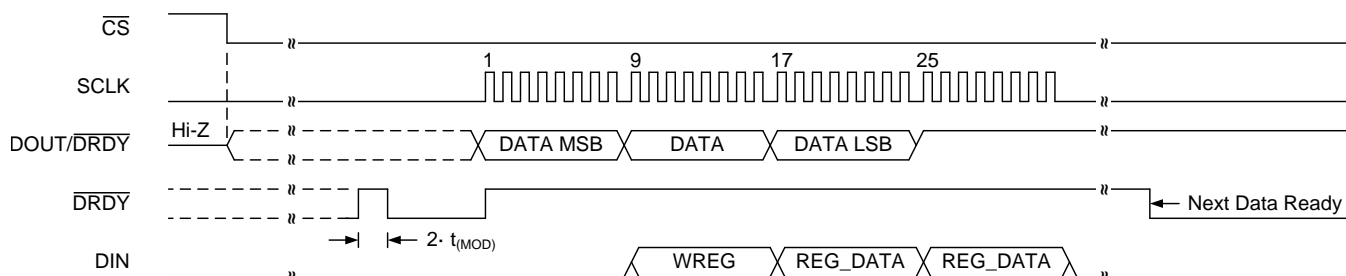 CS
1 9 17 25
SCLK
Hi-Z
DOUT/DRDY
DATA MSB DATA DATA LSB
DRDY
Next Data Ready
2· t(MOD)
DIN
WREG REG_DATA REG_DATA